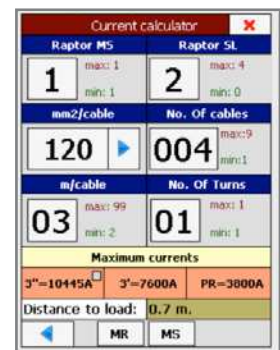 Current calculator
Raptor MS Raptor SL
1 max: 1 min: 1 2 max: 4 min: 0
mm2/cable No. Of cables
120 004 max:9 min:1
m/cable No. Of Turns
03 max: 99 min: 2 01 max: 1 min: 1
Maximum currents
3"=10445A 3'=7600A PR=3800A
Distance to load: 0.7 m.
MR MS